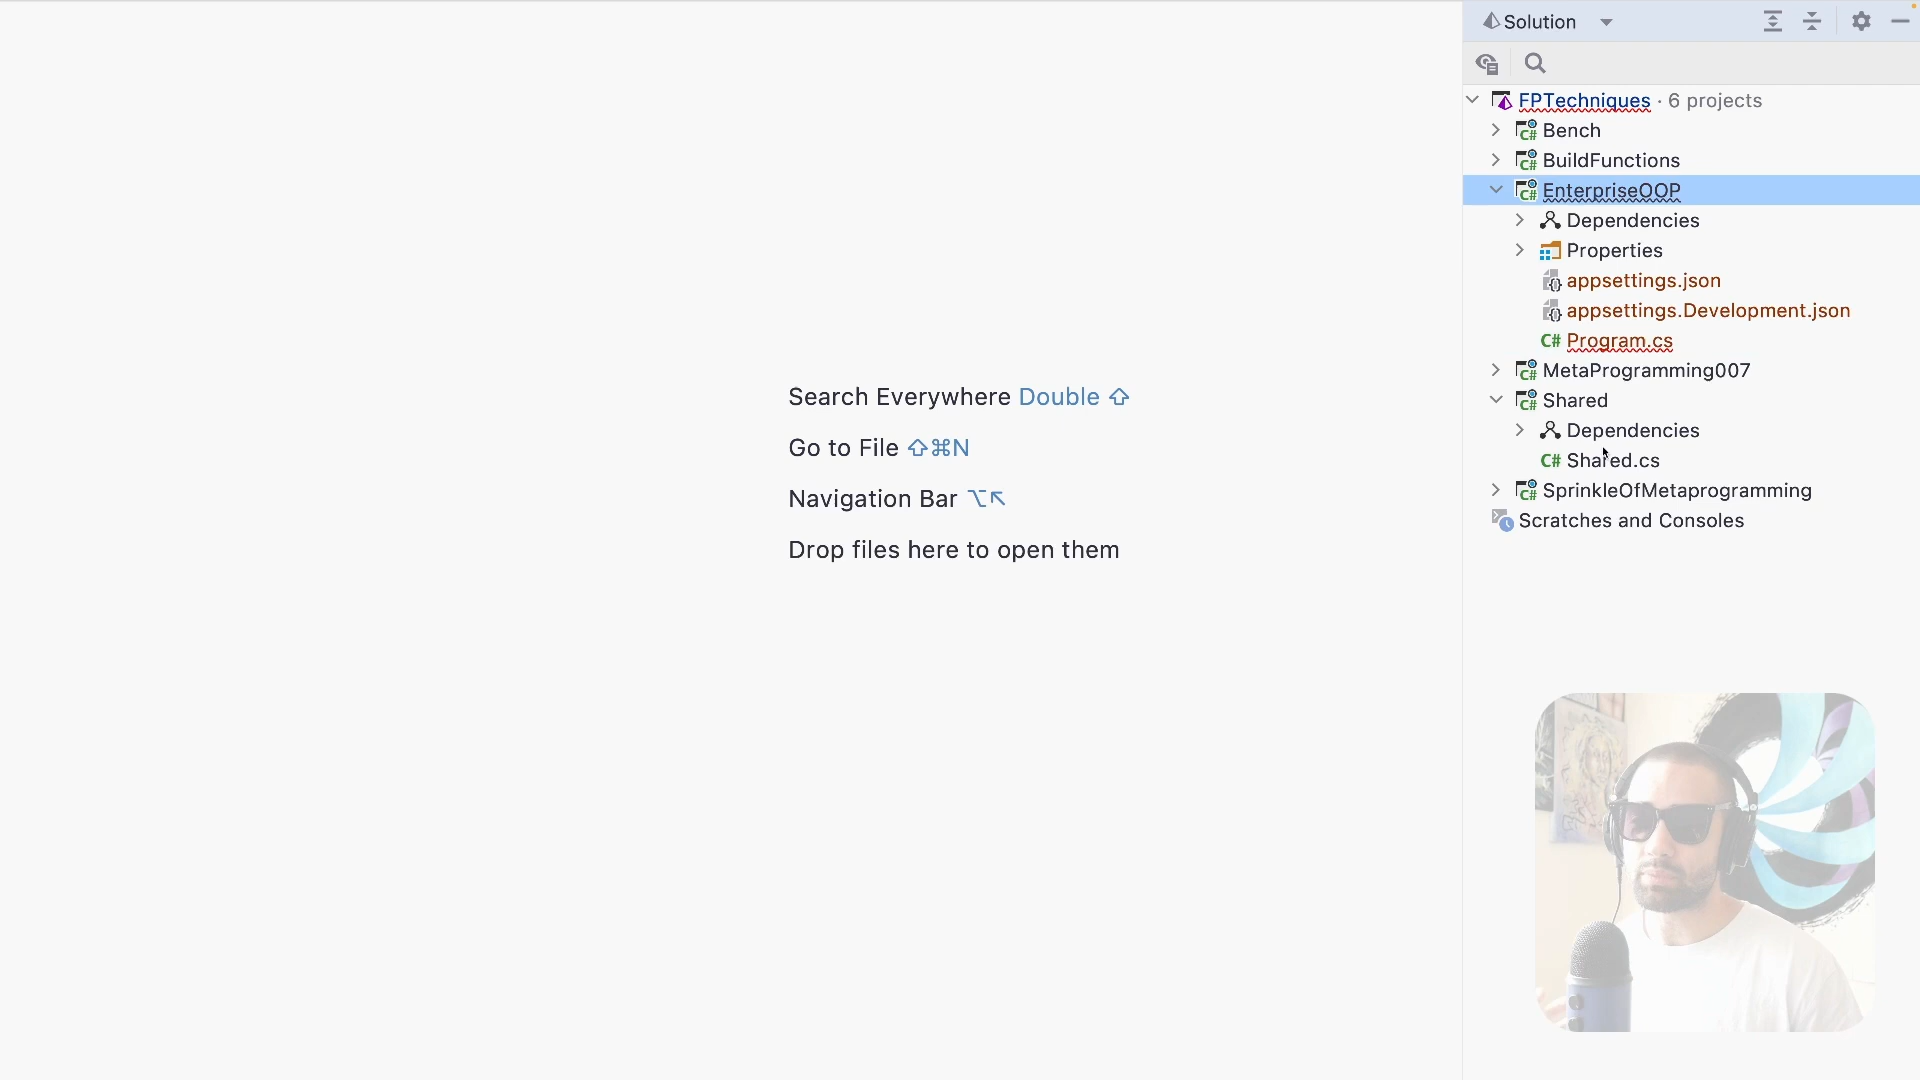 Solution
FPTechniques · 6 projects
C# Bench
C# BuildFunctions
C# EnterpriseOOP
Dependencies
Properties
{} appsettings.json
{} appsettings.Development.json
C# Program.cs
C# MetaProgramming007
C# Shared
Dependencies
C# Shared.cs
C# SprinkleOfMetaprogramming
Scratches and Consoles
Search Everywhere Double ⇧
Go to File ⇧⌘N
Navigation Bar ⌥↖
Drop files here to open them